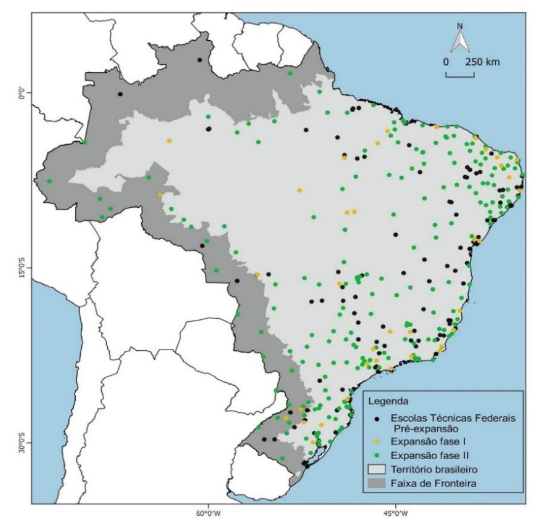 N
0 250 km
0°0'
15°0'S
30°0'S
Legenda
Escolas Técnicas Federais
Pré-expansão
Expansão fase I
Expansão fase II
Território brasileiro
Faixa de Fronteira
60°0'W
45°0'W